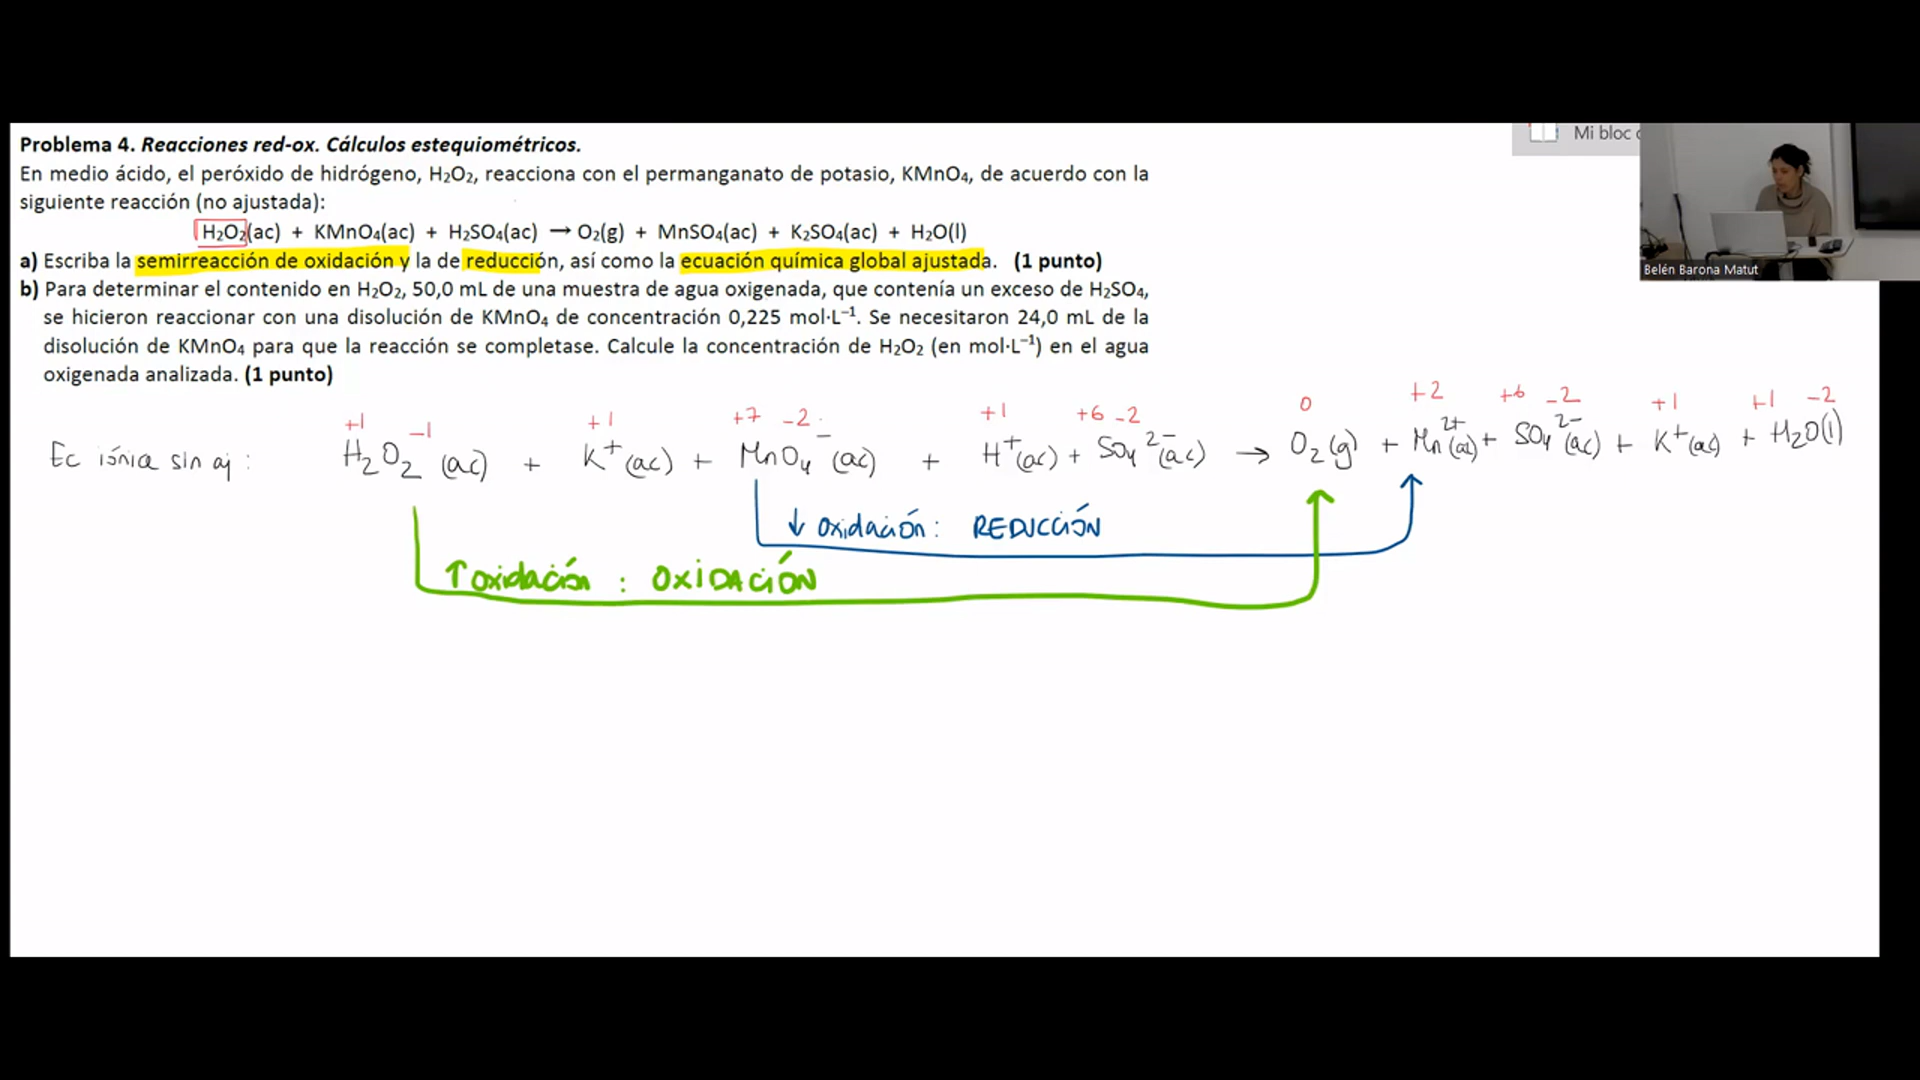 Problema 4. Reacciones red-ox. Cálculos estequiométricos.
Mi bloc
En medio ácido, el peróxido de hidrógeno, H₂O₂, reacciona con el permanganato de potasio, KMnO₄, de acuerdo con la
siguiente reacción (no ajustada):
H₂O₂(ac) + KMnO₄(ac) + H₂SO₄(ac) → O₂(g) + MnSO₄(ac) + K₂SO₄(ac) + H₂O(l)
a) Escriba la semirreacción de oxidación y la de reducción, así como la ecuación química global ajustada. (1 punto)
Belén Barona Matut
b) Para determinar el contenido en H₂O₂, 50,0 mL de una muestra de agua oxigenada, que contenía un exceso de H₂SO₄,
se hicieron reaccionar con una disolución de KMnO₄ de concentración 0,225 mol·L⁻¹. Se necesitaron 24,0 mL de la
disolución de KMnO₄ para que la reacción se completase. Calcule la concentración de H₂O₂ (en mol·L⁻¹) en el agua
oxigenada analizada. (1 punto)
+1 -1 +1 +7 -2 +1 +6 -2 0 +2 +6 -2 +1 +1 -2
Ec iónica sin aj: H₂O₂ (ac) + K⁺(ac) + MnO₄⁻ (ac) + H⁺(ac) + SO₄²⁻(ac) → O₂(g) + Mn²⁺(ac) + SO₄²⁻(ac) + K⁺(ac) + H₂O(l)
↓ oxidación: REDUCCIÓN
↑ oxidación : OXIDACIÓN